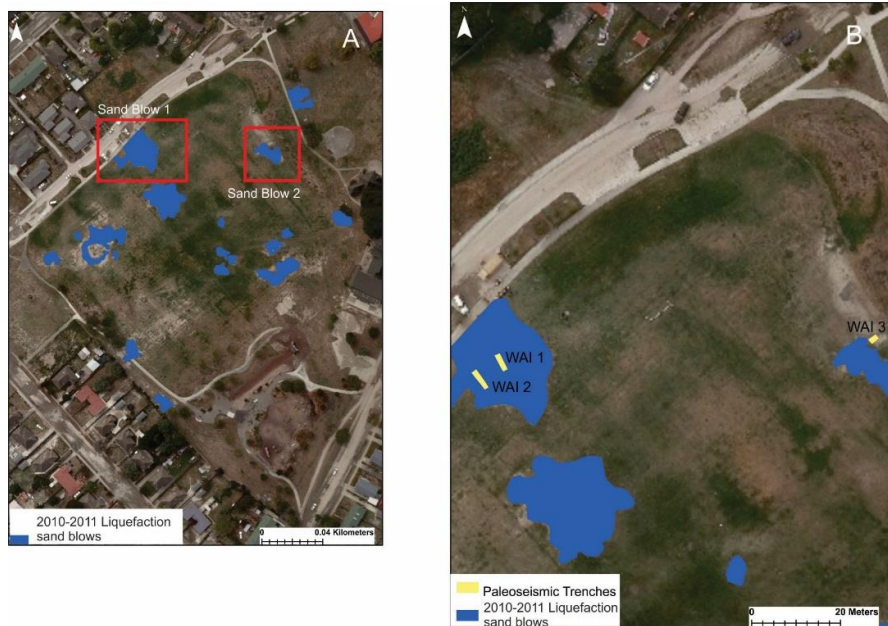 A
Sand Blow 1
Sand Blow 2
2010-2011 Liquefaction
sand blows
0
0.04 Kilometers
B
WAI 3
WAI 1
WAI 2
Paleoseismic Trenches
2010-2011 Liquefaction
sand blows
0
20 Meters